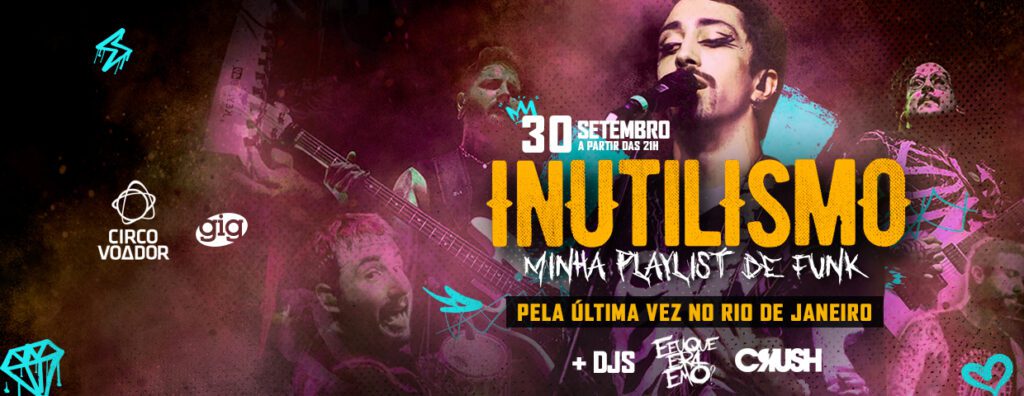 30 SETEMBRO
A PARTIR DAS 21H
INUTILISMO
MINHA PLAYLIST DE FUNK
PELA ÚLTIMA VEZ NO RIO DE JANEIRO
+ DJS
E EU QUE
ERA
EMO
CRUSH
CIRCO
VOADOR
gig